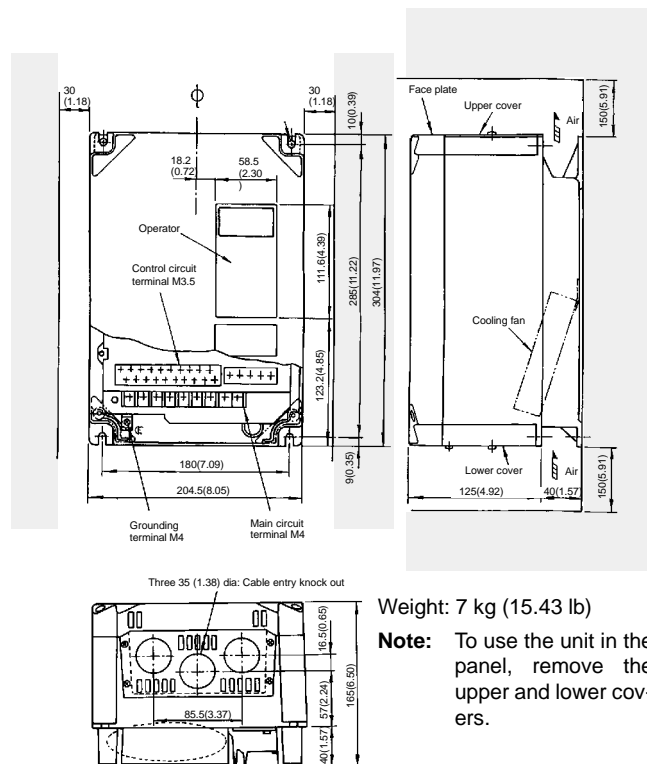 30
(1.18)
30
(1.18)
10(0.39)
18.2
(0.72
58.5
(2.30
)
Operator
Control circuit
terminal M3.5
111.6(4.39)
285(11.22)
304(11.97)
123.2(4.85)
9(0.35)
180(7.09)
204.5(8.05)
Grounding
terminal M4
Main circuit
terminal M4
Face plate
Upper cover
Air
150(5.91)
Cooling fan
Lower cover
Air
125(4.92)
40(1.57
150(5.91)
Three 35 (1.38) dia: Cable entry knock out
16.5(0.65)
57(2.24)
165(6.50)
85.5(3.37)
40(1.57)
Weight: 7 kg (15.43 lb)
Note: To use the unit in the
panel, remove the
upper and lower cov-
ers.